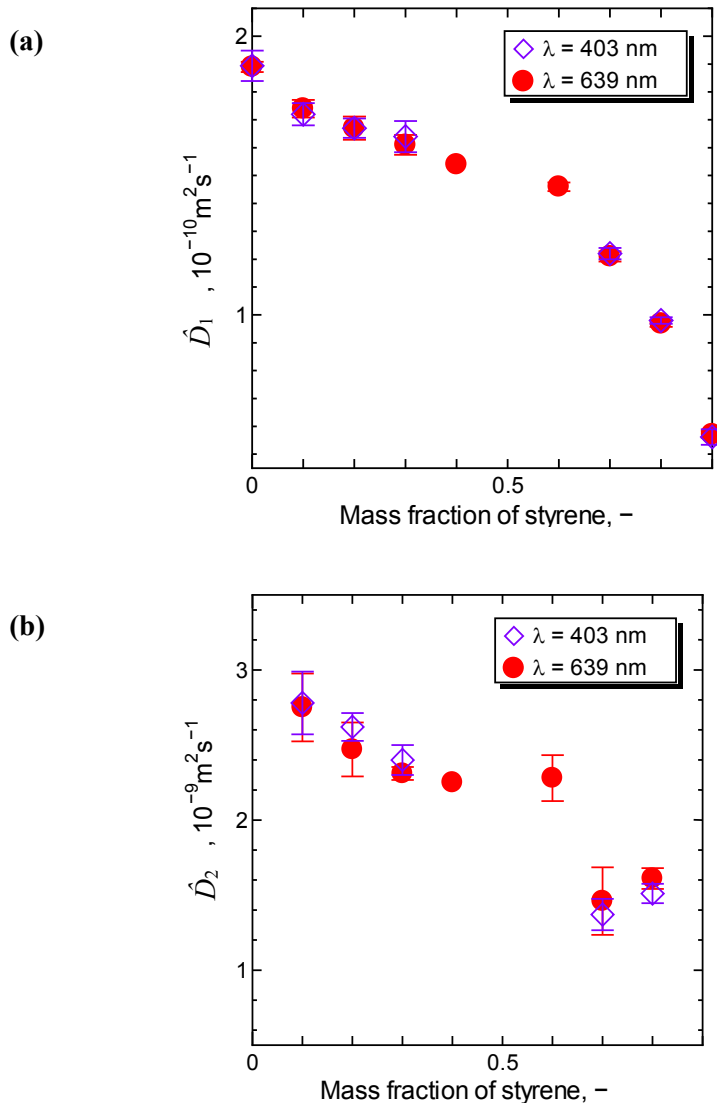 (a)
2
λ = 403 nm
λ = 639 nm
1
D̂₁ , 10⁻¹⁰m²s⁻¹
0
0.5
Mass fraction of styrene, −
(b)
λ = 403 nm
λ = 639 nm
3
2
1
D̂₂ , 10⁻⁹m²s⁻¹
0
0.5
Mass fraction of styrene, −